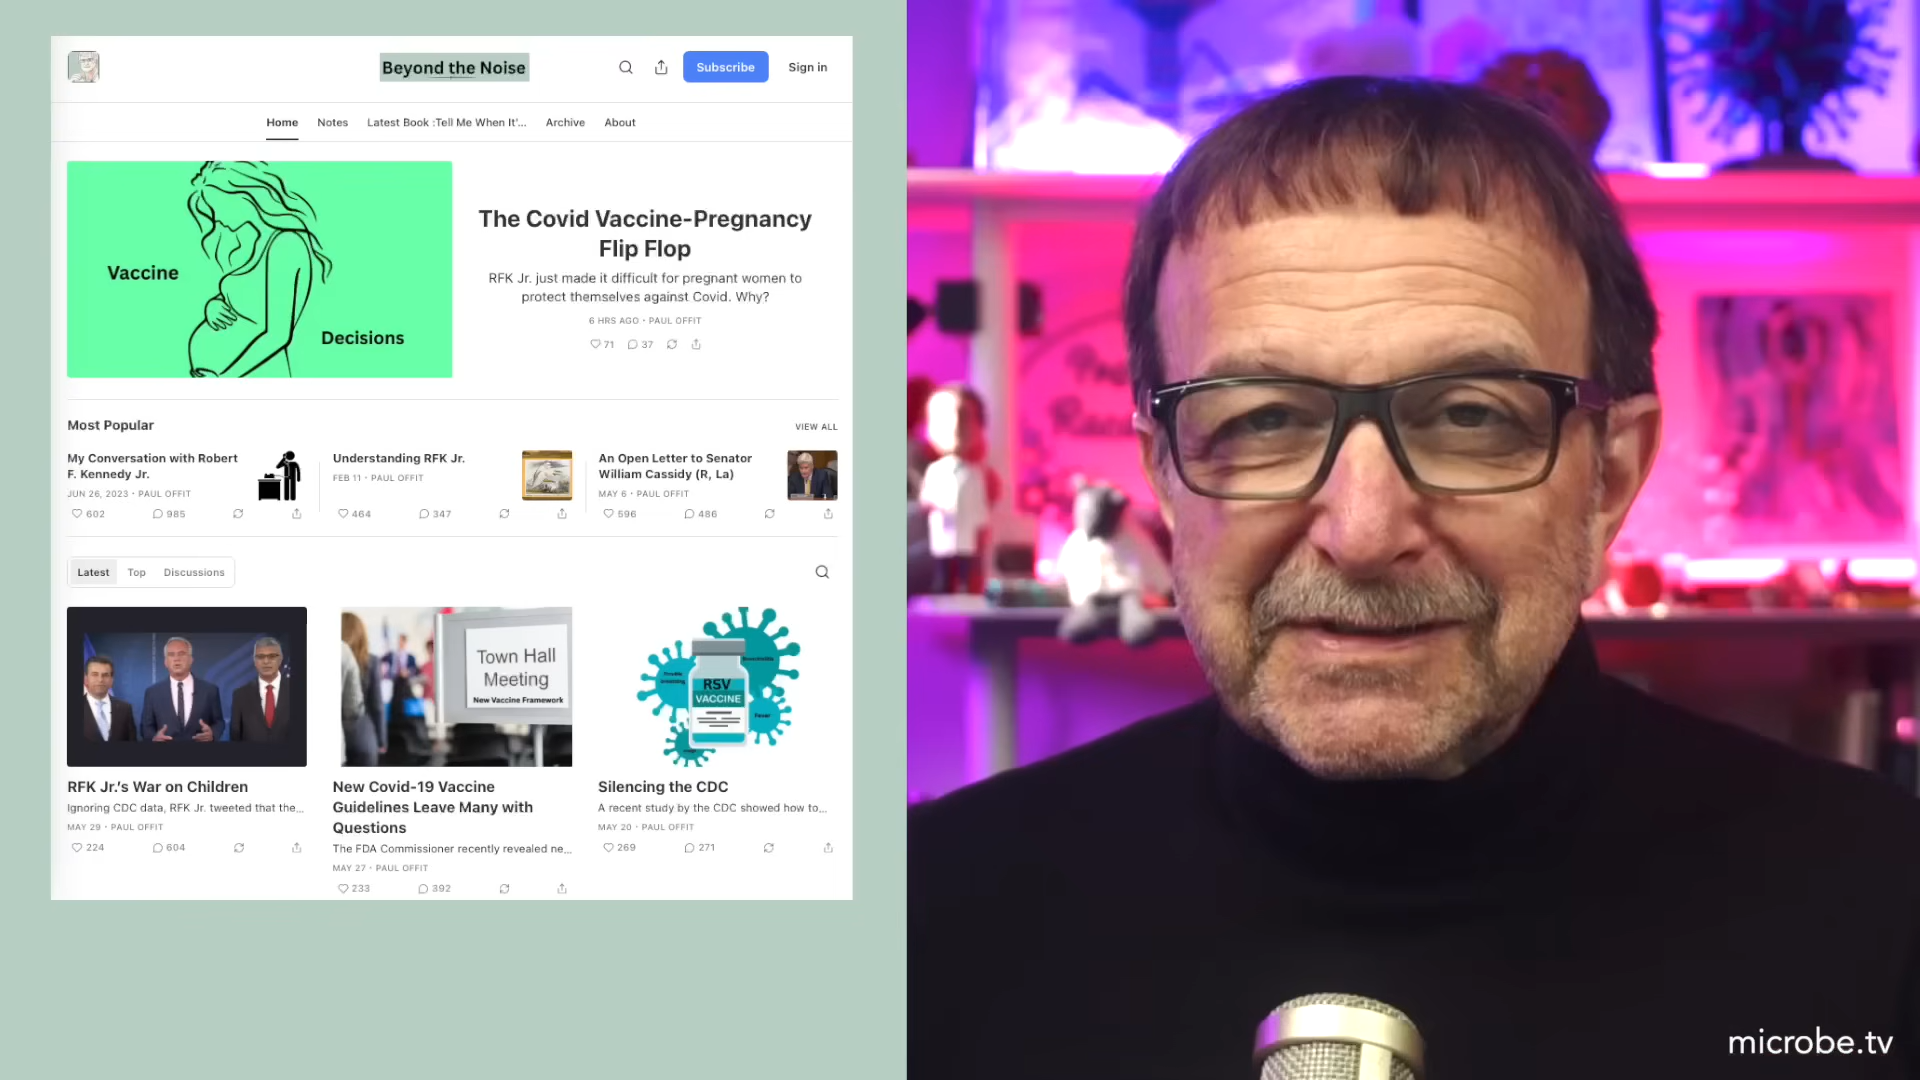 Beyond the Noise
Subscribe
Sign in
Home
Notes
Latest Book :Tell Me When It'...
Archive
About
Vaccine
Decisions
The Covid Vaccine-Pregnancy
Flip Flop
RFK Jr. just made it difficult for pregnant women to
protect themselves against Covid. Why?
6 HRS AGO • PAUL OFFIT
71
37
Most Popular
VIEW ALL
My Conversation with Robert
F. Kennedy Jr.
JUN 26, 2023 • PAUL OFFIT
602
985
Understanding RFK Jr.
FEB 11 • PAUL OFFIT
464
347
An Open Letter to Senator
William Cassidy (R, La)
MAY 6 • PAUL OFFIT
596
486
Latest
Top
Discussions
RFK Jr.'s War on Children
Ignoring CDC data, RFK Jr. tweeted that the...
MAY 29 • PAUL OFFIT
224
604
Town Hall
Meeting
New Vaccine Framework
New Covid-19 Vaccine
Guidelines Leave Many with
Questions
The FDA Commissioner recently revealed ne...
MAY 27 • PAUL OFFIT
233
392
RSV
VACCINE
Fever
Silencing the CDC
A recent study by the CDC showed how to...
MAY 20 • PAUL OFFIT
269
271
microbe.tv